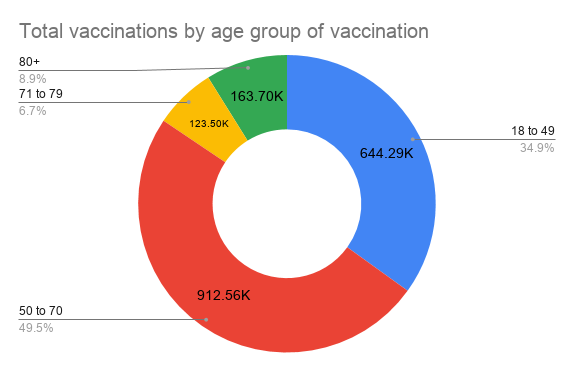 Total vaccinations by age group of vaccination
80+
8.9%
71 to 79
6.7%
163.70K
123.50K
18 to 49
34.9%
644.29K
912.56K
50 to 70
49.5%